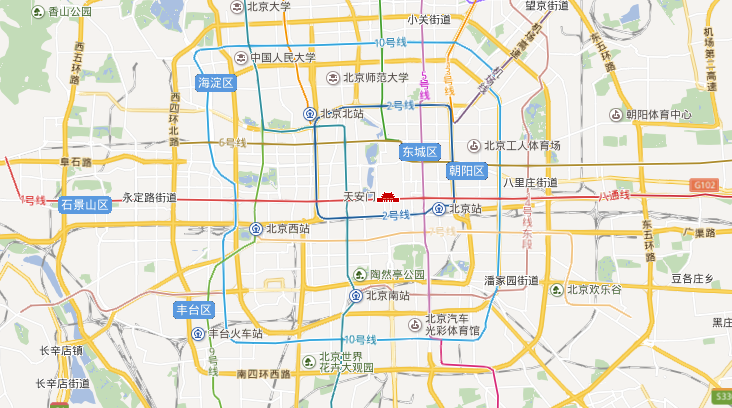 北京大学
望京街道
香山公园
小关街道
10号线
西五环路
中国人民大学
5号线
机场高速
东五环路
机场第二高速
海淀区
北京师范大学
机场线
西四环北路
北京北站
2号线
朝阳体育中心
6号线
北京工人体育场
东城区
阜石路
朝阳区
八里庄街道
G102
1号线
石景山区
永定路街道
天安门
八通线
北京站
2号线
北京西站
7号线
广渠路
东五环路
陶然亭公园
潘家园街道
豆各庄乡
北京南站
北京欢乐谷
丰台区
北京汽车
光彩体育馆
黑庄
丰台火车站
10号线
长辛店镇
9号线
北京世界
花卉大观园
长辛店街道
南四环西路
S33